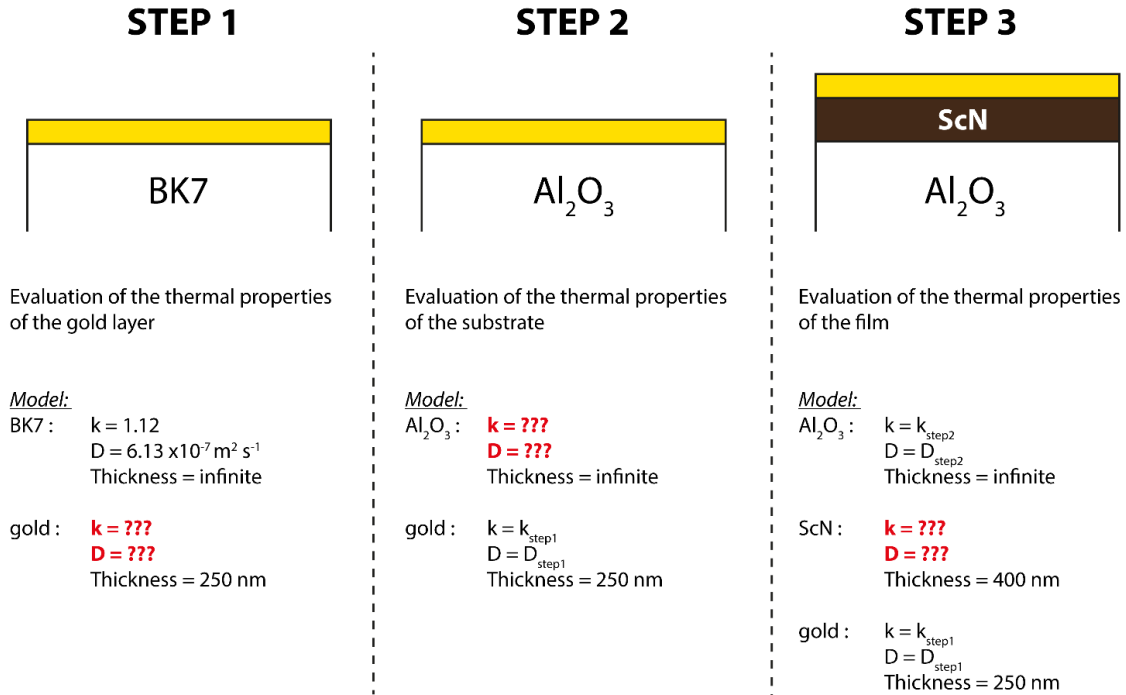 STEP 1
BK7
Evaluation of the thermal properties
of the gold layer
Model:
BK7 : k = 1.12
D = 6.13 x10⁻⁷ m² s⁻¹
Thickness = infinite
gold : k = ???
D = ???
Thickness = 250 nm
STEP 2
Al₂O₃
Evaluation of the thermal properties
of the substrate
Model:
Al₂O₃ : k = ???
D = ???
Thickness = infinite
gold : k = kstep1
D = Dstep1
Thickness = 250 nm
STEP 3
ScN
Al₂O₃
Evaluation of the thermal properties
of the film
Model:
Al₂O₃ : k = kstep2
D = Dstep2
Thickness = infinite
ScN : k = ???
D = ???
Thickness = 400 nm
gold : k = kstep1
D = Dstep1
Thickness = 250 nm